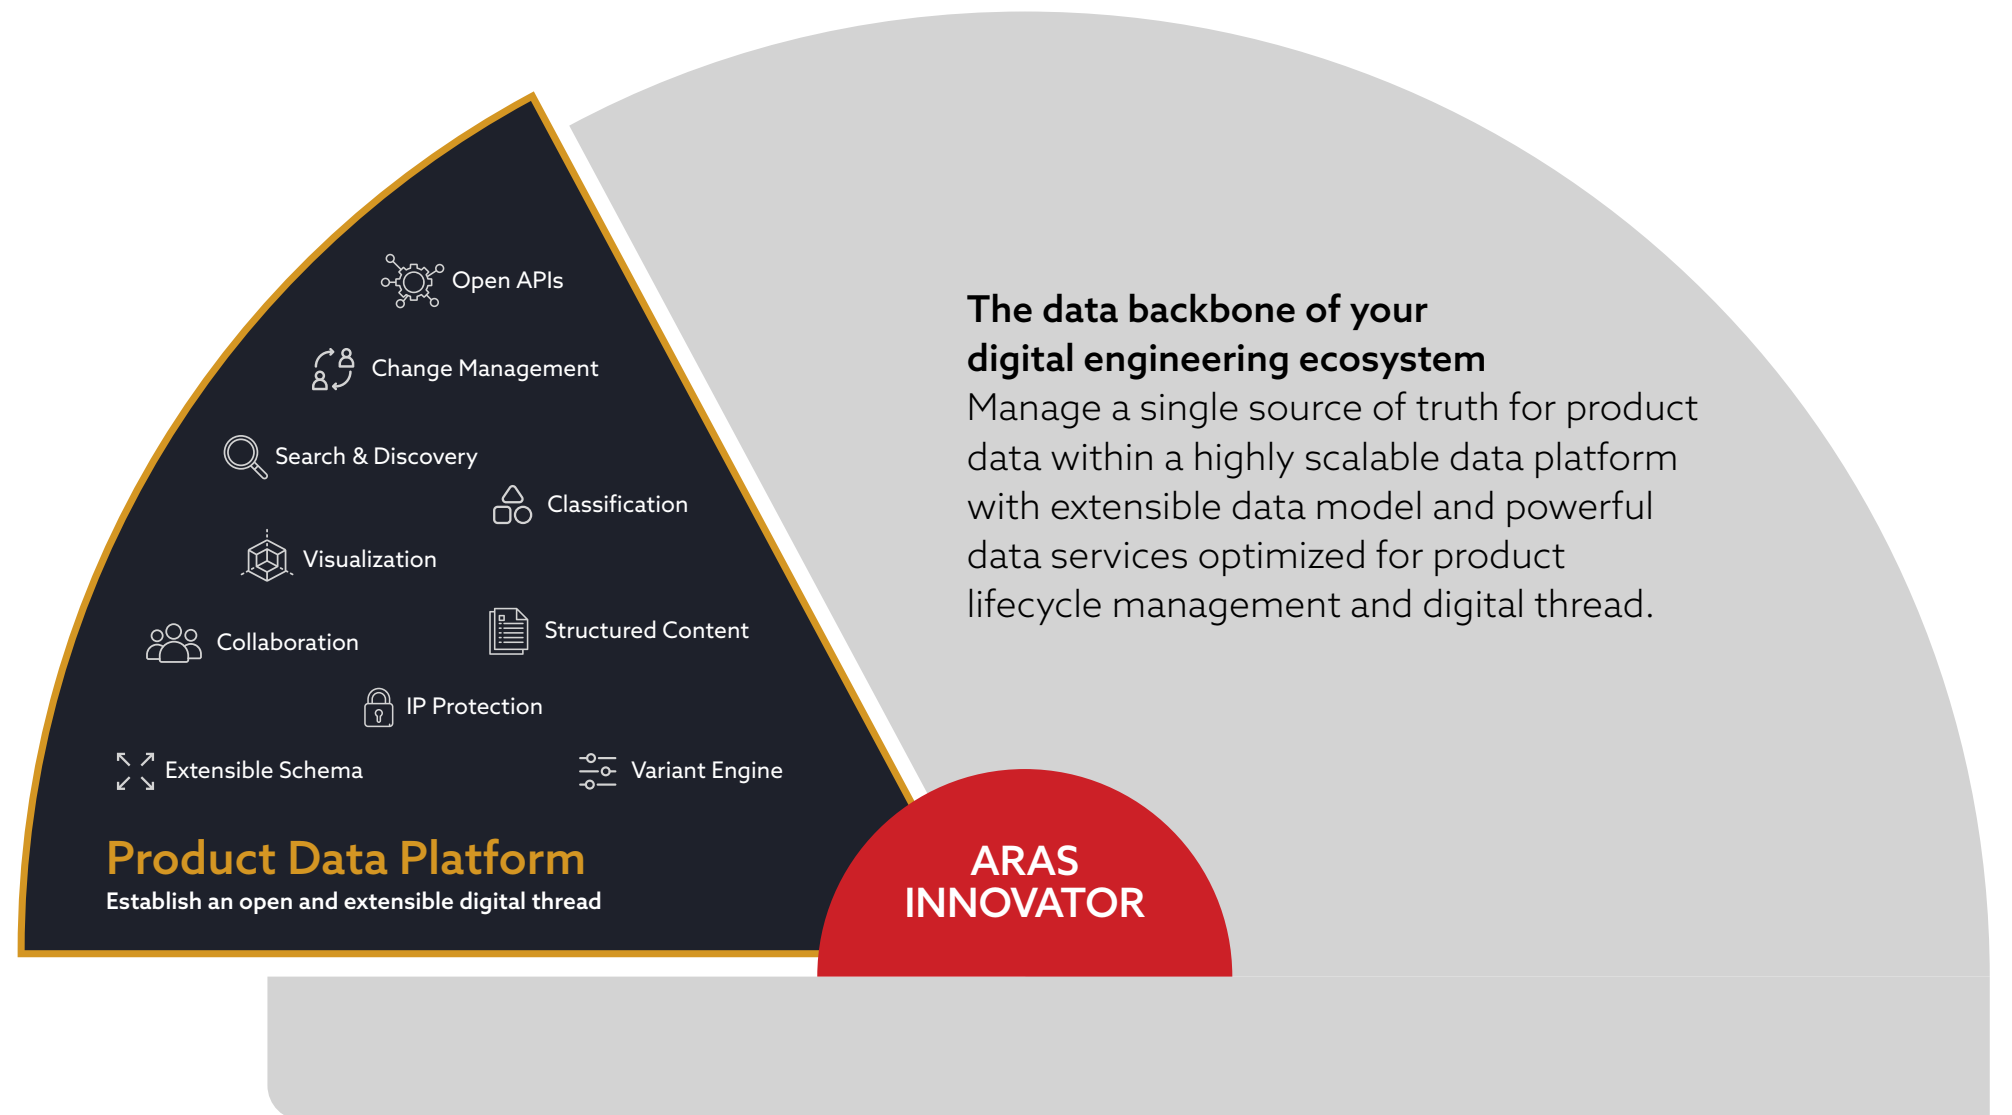 Open APIs
Change Management
Search & Discovery
Classification
Visualization
Collaboration
Structured Content
IP Protection
Extensible Schema
Variant Engine
Product Data Platform
Establish an open and extensible digital thread
ARAS
INNOVATOR
The data backbone of your
digital engineering ecosystem
Manage a single source of truth for product
data within a highly scalable data platform
with extensible data model and powerful
data services optimized for product
lifecycle management and digital thread.